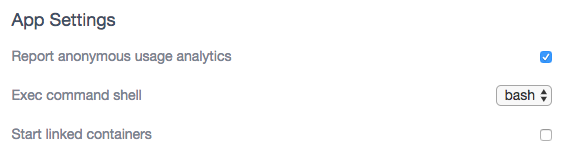 App Settings
Report anonymous usage analytics
Exec command shell bash
Start linked containers